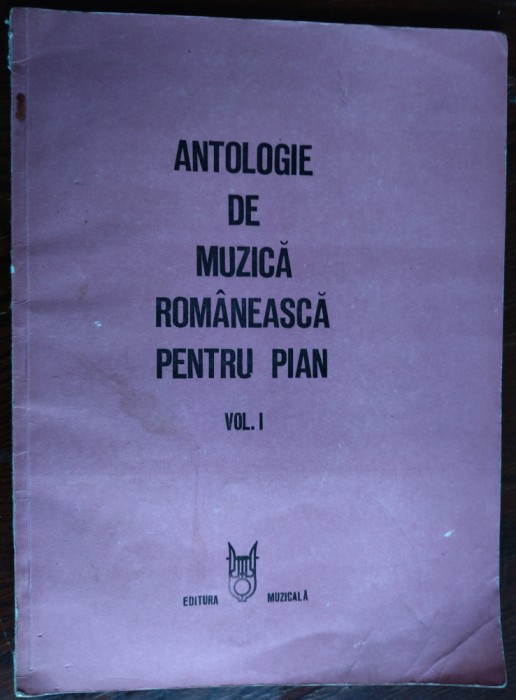 ANTOLOGIE
DE
MUZICĂ
ROMÂNEASCĂ
PENTRU PIAN
VOL. I
EDITURA MUZICALĂ